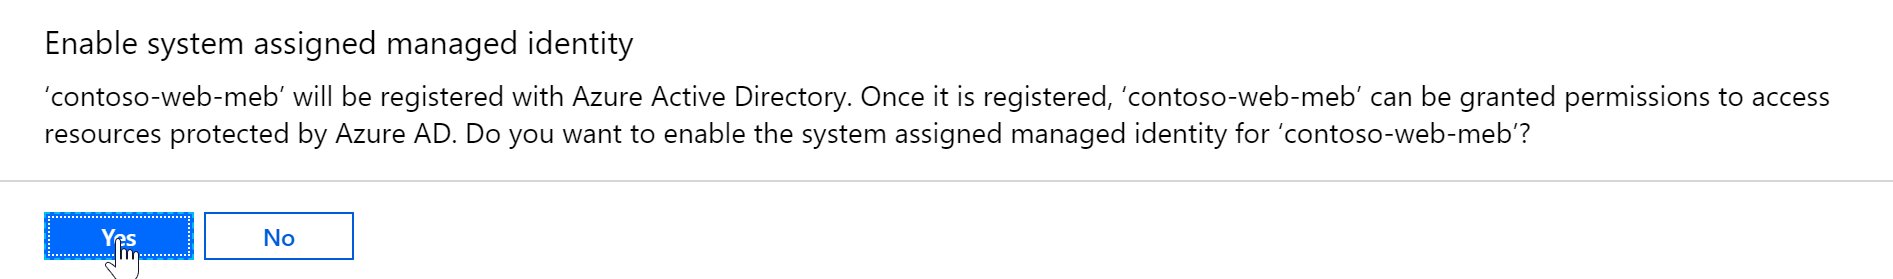 Enable system assigned managed identity
‘contoso-web-meb’ will be registered with Azure Active Directory. Once it is registered, ‘contoso-web-meb’ can be granted permissions to access
resources protected by Azure AD. Do you want to enable the system assigned managed identity for ‘contoso-web-meb’?
Yes No